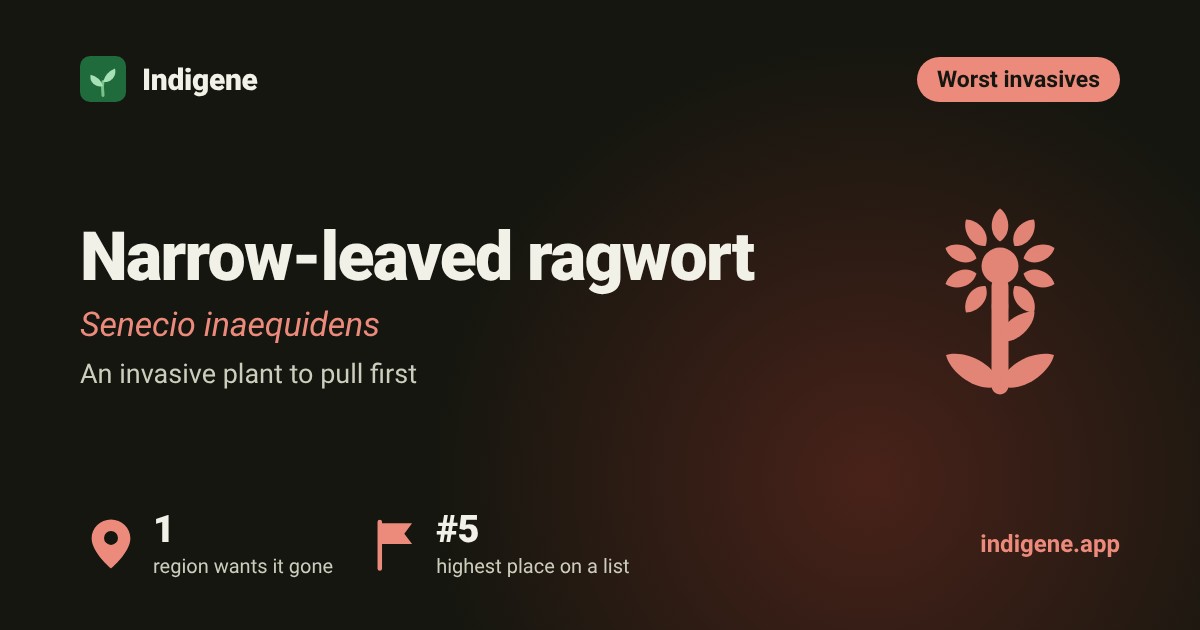 Indigene
Worst invasives
Narrow-leaved ragwort
Senecio inaequidens
An invasive plant to pull first
1
region wants it gone
#5
highest place on a list
indigene.app